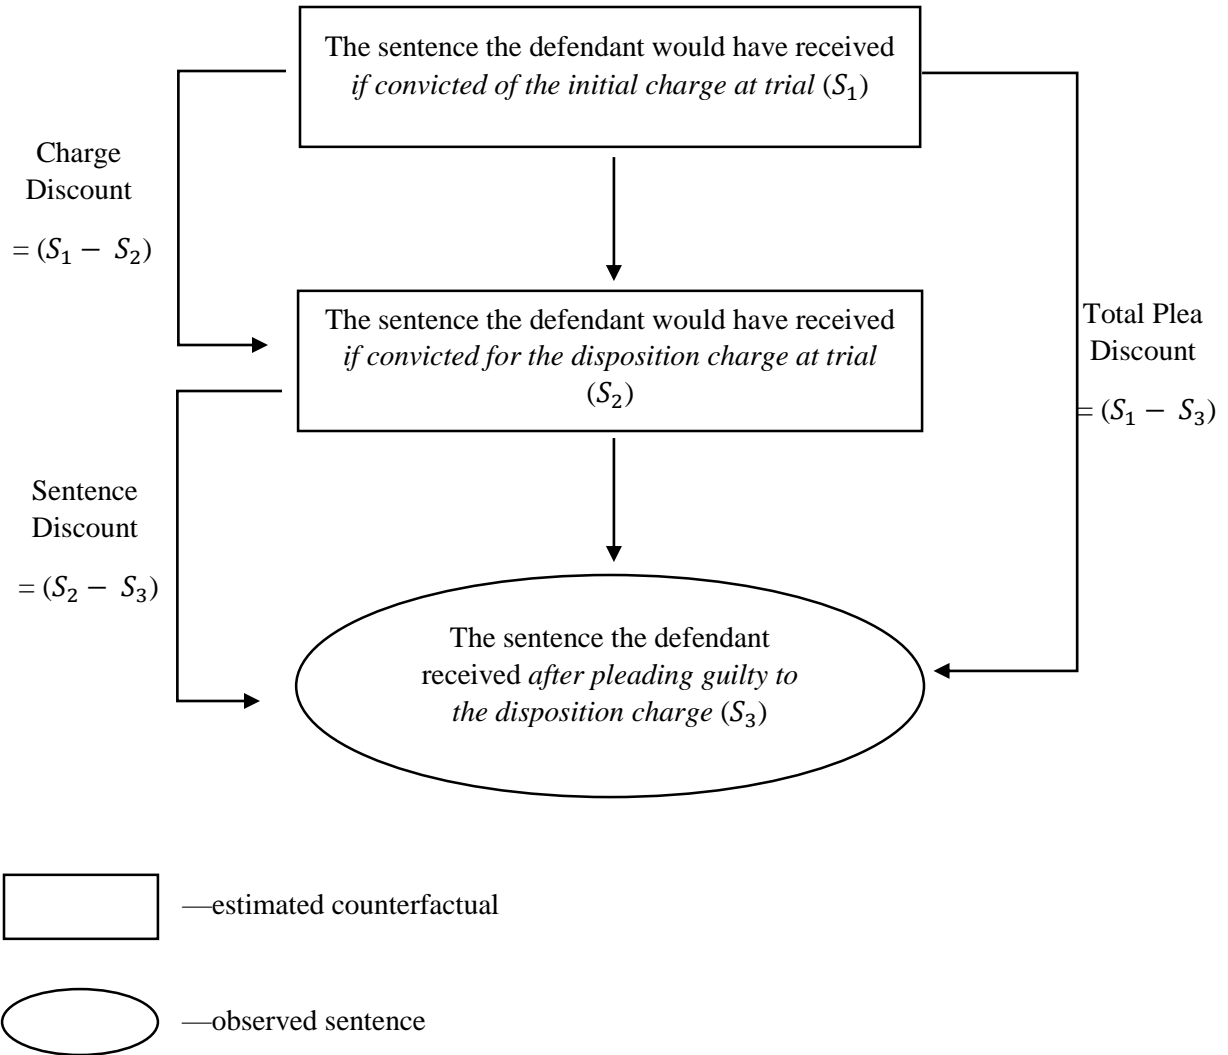 The sentence the defendant would have received
if convicted of the initial charge at trial (S₁)
Charge
Discount
= (S₁ − S₂)
The sentence the defendant would have received
if convicted for the disposition charge at trial
(S₂)
Total Plea
Discount
= (S₁ − S₃)
Sentence
Discount
= (S₂ − S₃)
The sentence the defendant
received after pleading guilty to
the disposition charge (S₃)
—estimated counterfactual
—observed sentence